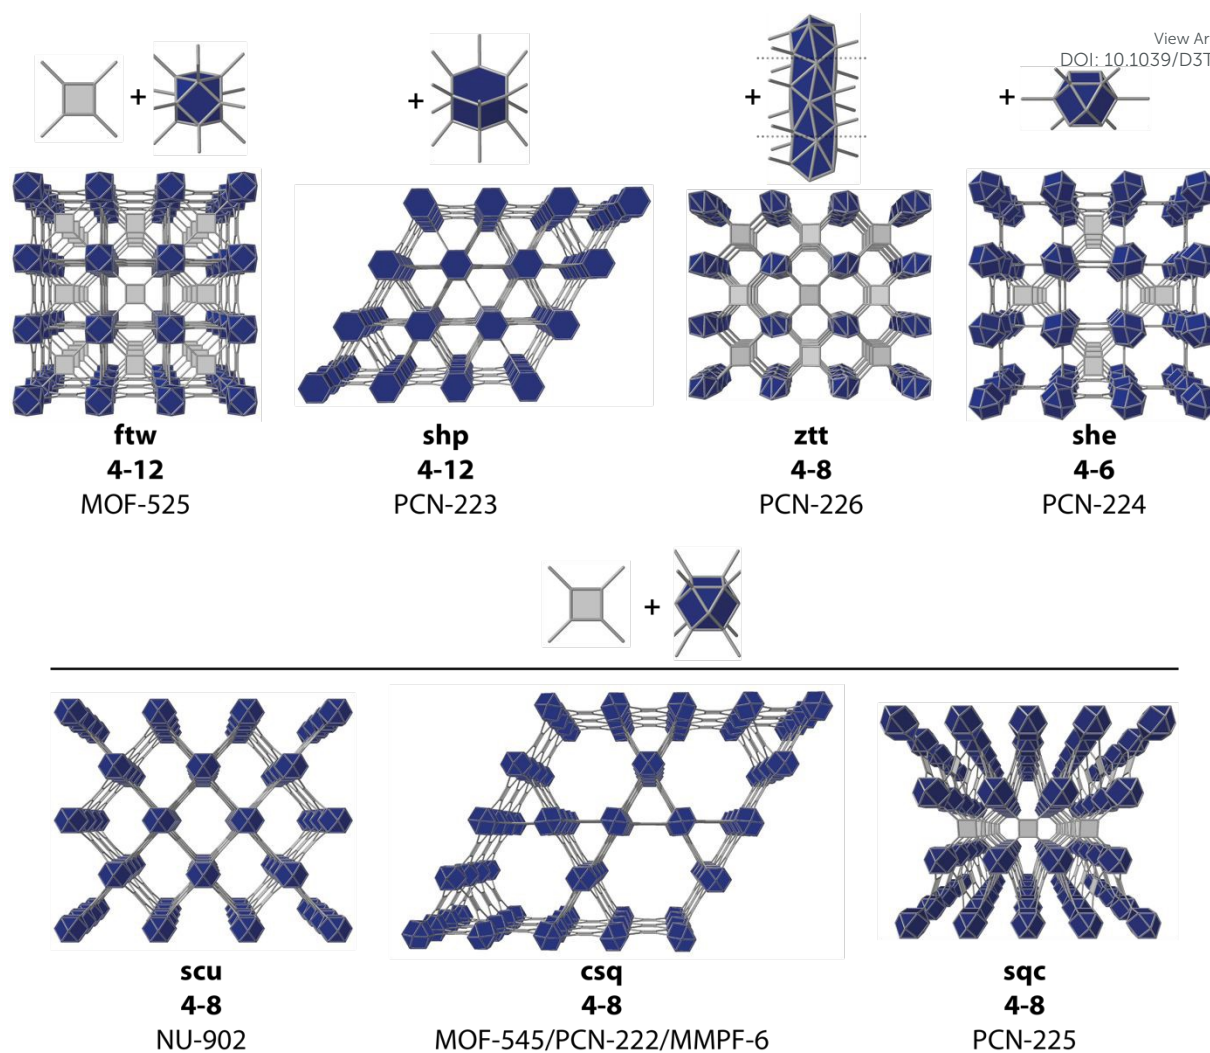 View Ar
DOI: 10.1039/D3T
+ + + +
ftw shp ztt she
4-12 4-12 4-8 4-6
MOF-525 PCN-223 PCN-226 PCN-224
+
scu csq sqc
4-8 4-8 4-8
NU-902 MOF-545/PCN-222/MMPF-6 PCN-225